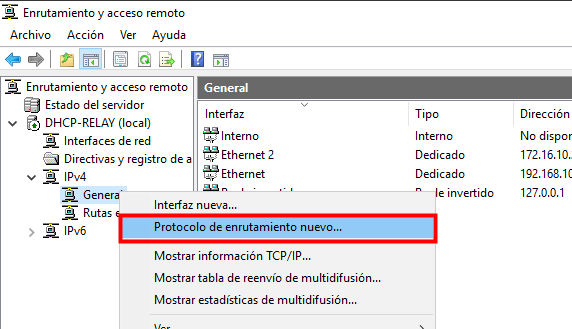 Enrutamiento y acceso remoto
Archivo Acción Ver Ayuda
Enrutamiento y acceso remoto
Estado del servidor
DHCP-RELAY (local)
Interfaces de red
Directivas y registro de a
IPv4
General
Rutas e
IPv6
General
Interfaz Tipo Dirección
Interno Interno No dispon
Ethernet 2 Dedicado 172.16.10..
Ethernet Dedicado 192.168.10
Bucle invertido Bucle invertido 127.0.0.1
Interfaz nueva...
Protocolo de enrutamiento nuevo...
Mostrar información TCP/IP...
Mostrar tabla de reenvío de multidifusión...
Mostrar estadísticas de multidifusión...
Ver